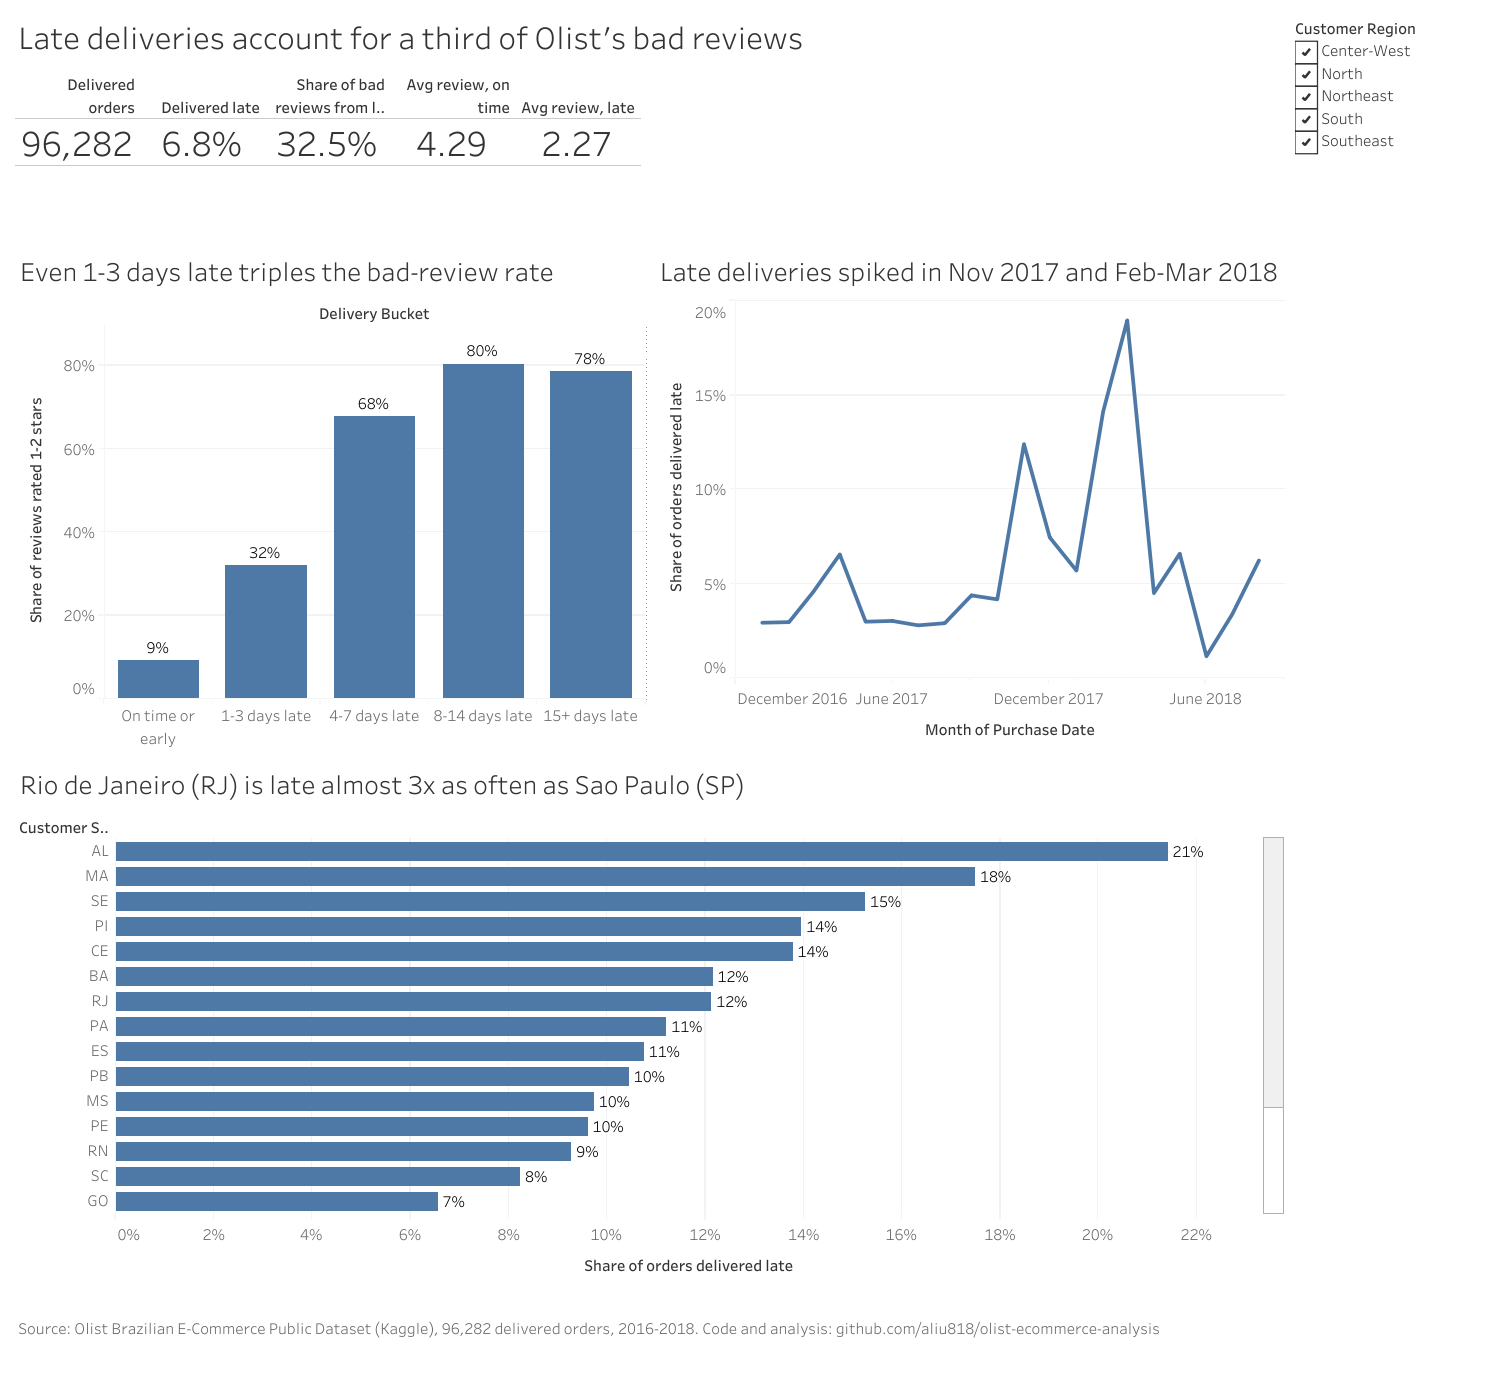 Late deliveries account for a third of Olist's bad reviews
Customer Region
Center-West
North
Northeast
South
Southeast
Delivered orders
Delivered late
Share of bad reviews from l..
Avg review, on time
Avg review, late
96,282
6.8%
32.5%
4.29
2.27
Even 1-3 days late triples the bad-review rate
Delivery Bucket
Share of reviews rated 1-2 stars
80%
60%
40%
20%
0%
9%
32%
68%
80%
78%
On time or early
1-3 days late
4-7 days late
8-14 days late
15+ days late
Late deliveries spiked in Nov 2017 and Feb-Mar 2018
Share of orders delivered late
20%
15%
10%
5%
0%
December 2016
June 2017
December 2017
June 2018
Month of Purchase Date
Rio de Janeiro (RJ) is late almost 3x as often as Sao Paulo (SP)
Customer S..
AL 21%
MA 18%
SE 15%
PI 14%
CE 14%
BA 12%
RJ 12%
PA 11%
ES 11%
PB 10%
MS 10%
PE 10%
RN 9%
SC 8%
GO 7%
0% 2% 4% 6% 8% 10% 12% 14% 16% 18% 20% 22%
Share of orders delivered late
Source: Olist Brazilian E-Commerce Public Dataset (Kaggle), 96,282 delivered orders, 2016-2018. Code and analysis: github.com/aliu818/olist-ecommerce-analysis